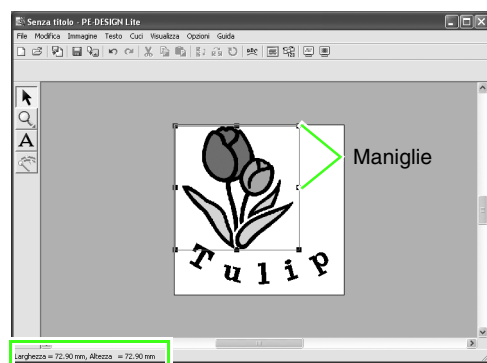 Senza titolo - PE-DESIGN Lite
File Modifica Immagine Testo Cuci Visualizza Opzioni Guida
A
Maniglie
Tulip
Larghezza = 72.90 mm, Altezza = 72.90 mm